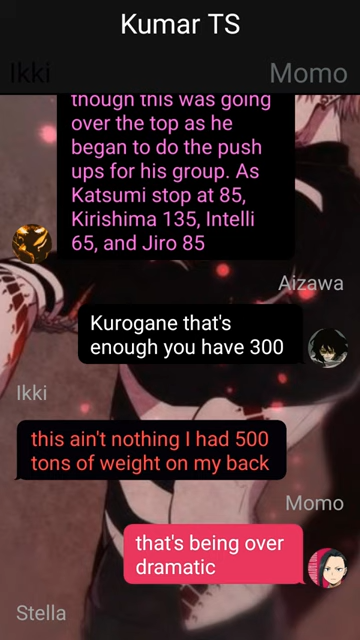 Kumar TS
Ikki
Momo
though this was going
over the top as he
began to do the push
ups for his group. As
Katsumi stop at 85,
Kirishima 135, Intelli
65, and Jiro 85
Aizawa
Kurogane that's
enough you have 300
Ikki
this ain't nothing I had 500
tons of weight on my back
Momo
that's being over
dramatic
Stella